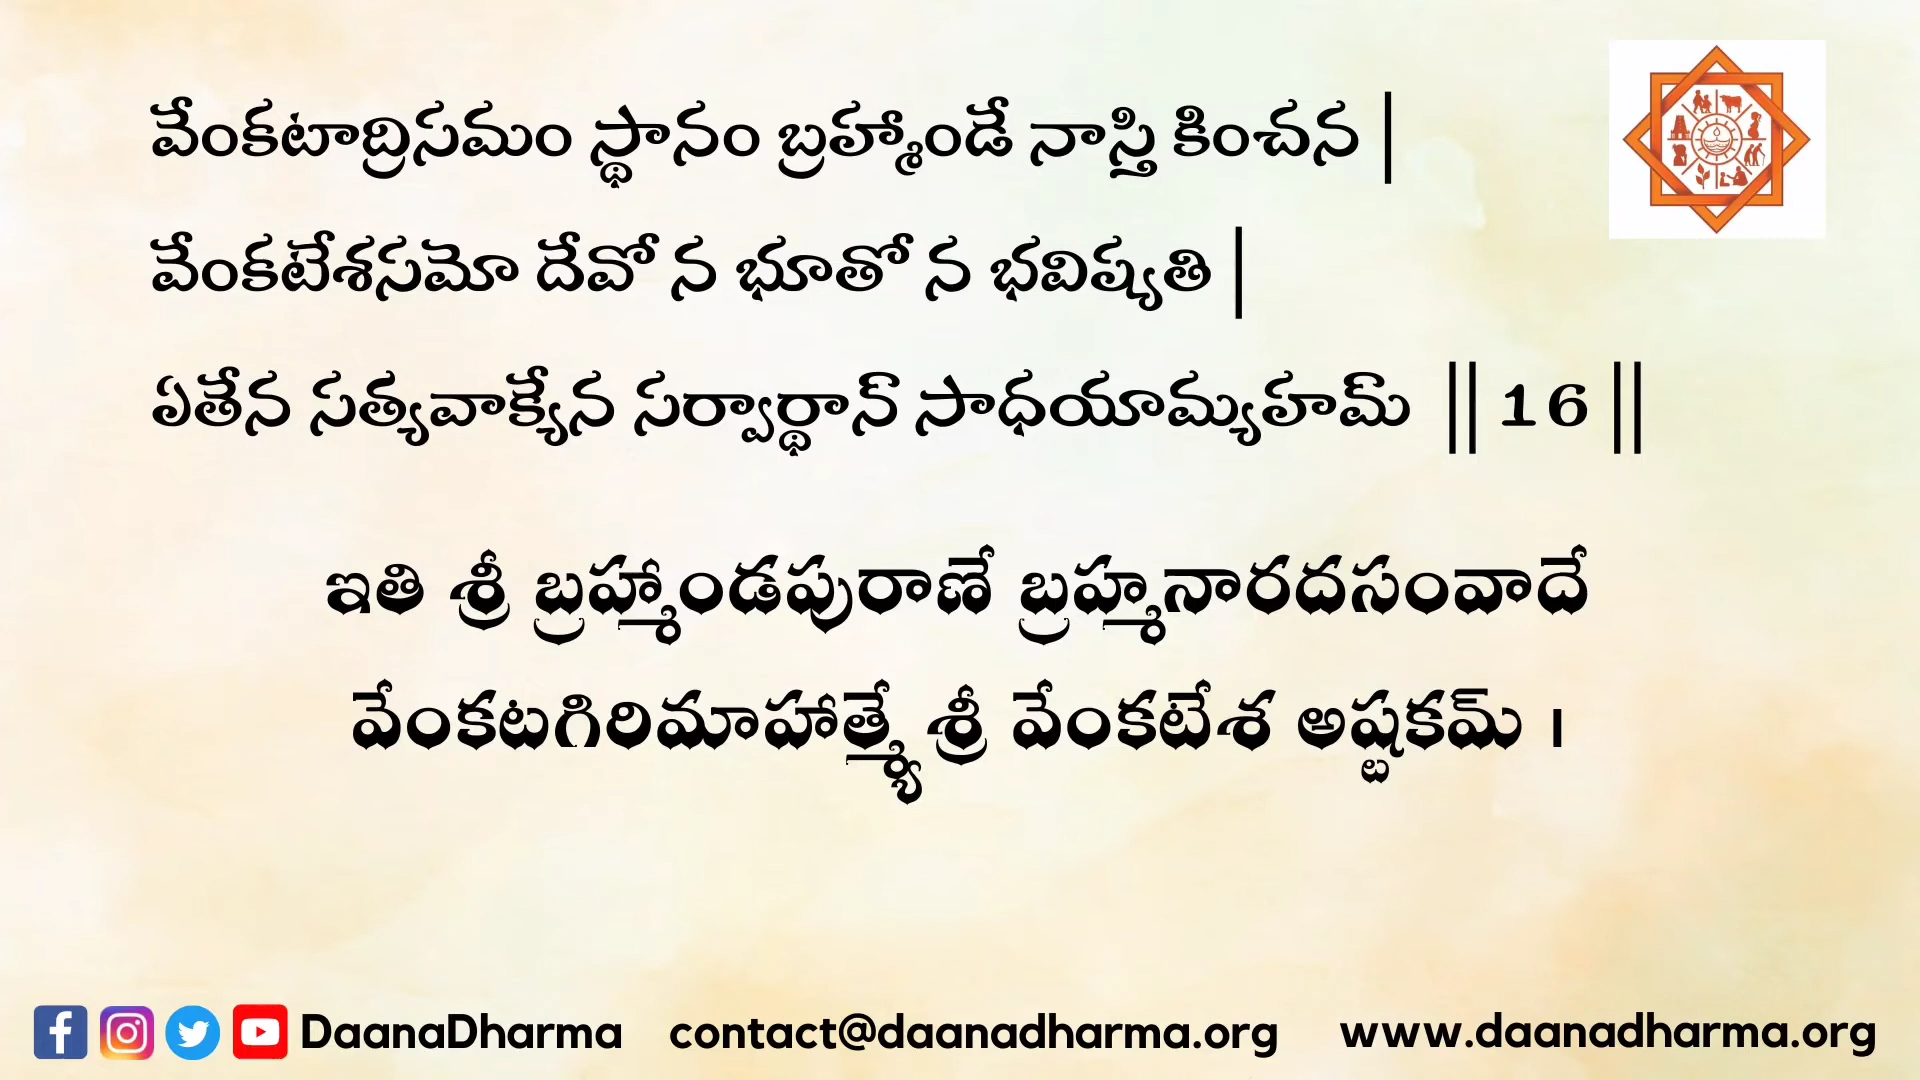 వేంకటాద్రిసమం స్థానం బ్రహ్మాండే నాస్తి కించన |
వేంకటేశసమో దేవో న భూతో న భవిష్యతి |
ఏతేన సత్యవాక్యేన సర్వార్థాన్ సాధయామ్యహమ్ || 16 ||
ఇతి శ్రీ బ్రహ్మాండపురాణే బ్రహ్మనారదసంవాదే
వేంకటగిరిమాహాత్మ్యే శ్రీ వేంకటేశ అష్టకమ్ ।
DaanaDharma contact@daanadharma.org www.daanadharma.org